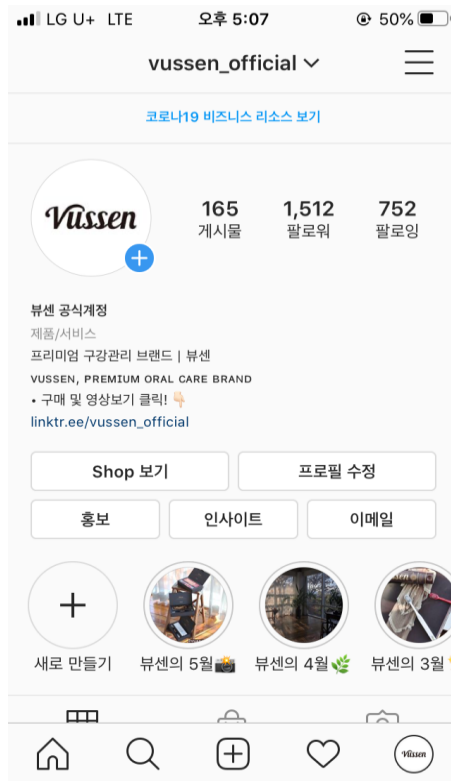 LG U+ LTE 오후 5:07 50%
vussen_official
코로나19 비즈니스 리소스 보기
Vussen
165 1,512 752
게시물 팔로워 팔로잉
뷰센 공식계정
제품/서비스
프리미엄 구강관리 브랜드 | 뷰센
ᴠᴜssᴇɴ, ᴘʀᴇᴍɪᴜᴍ ᴏʀᴀʟ ᴄᴀʀᴇ ʙʀᴀɴᴅ
• 구매 및 영상보기 클릭! 👇🏻
linktr.ee/vussen_official
Shop 보기 프로필 수정
홍보 인사이트 이메일
새로 만들기 뷰센의 5월📸 뷰센의 4월🌿 뷰센의 3월
Vussen